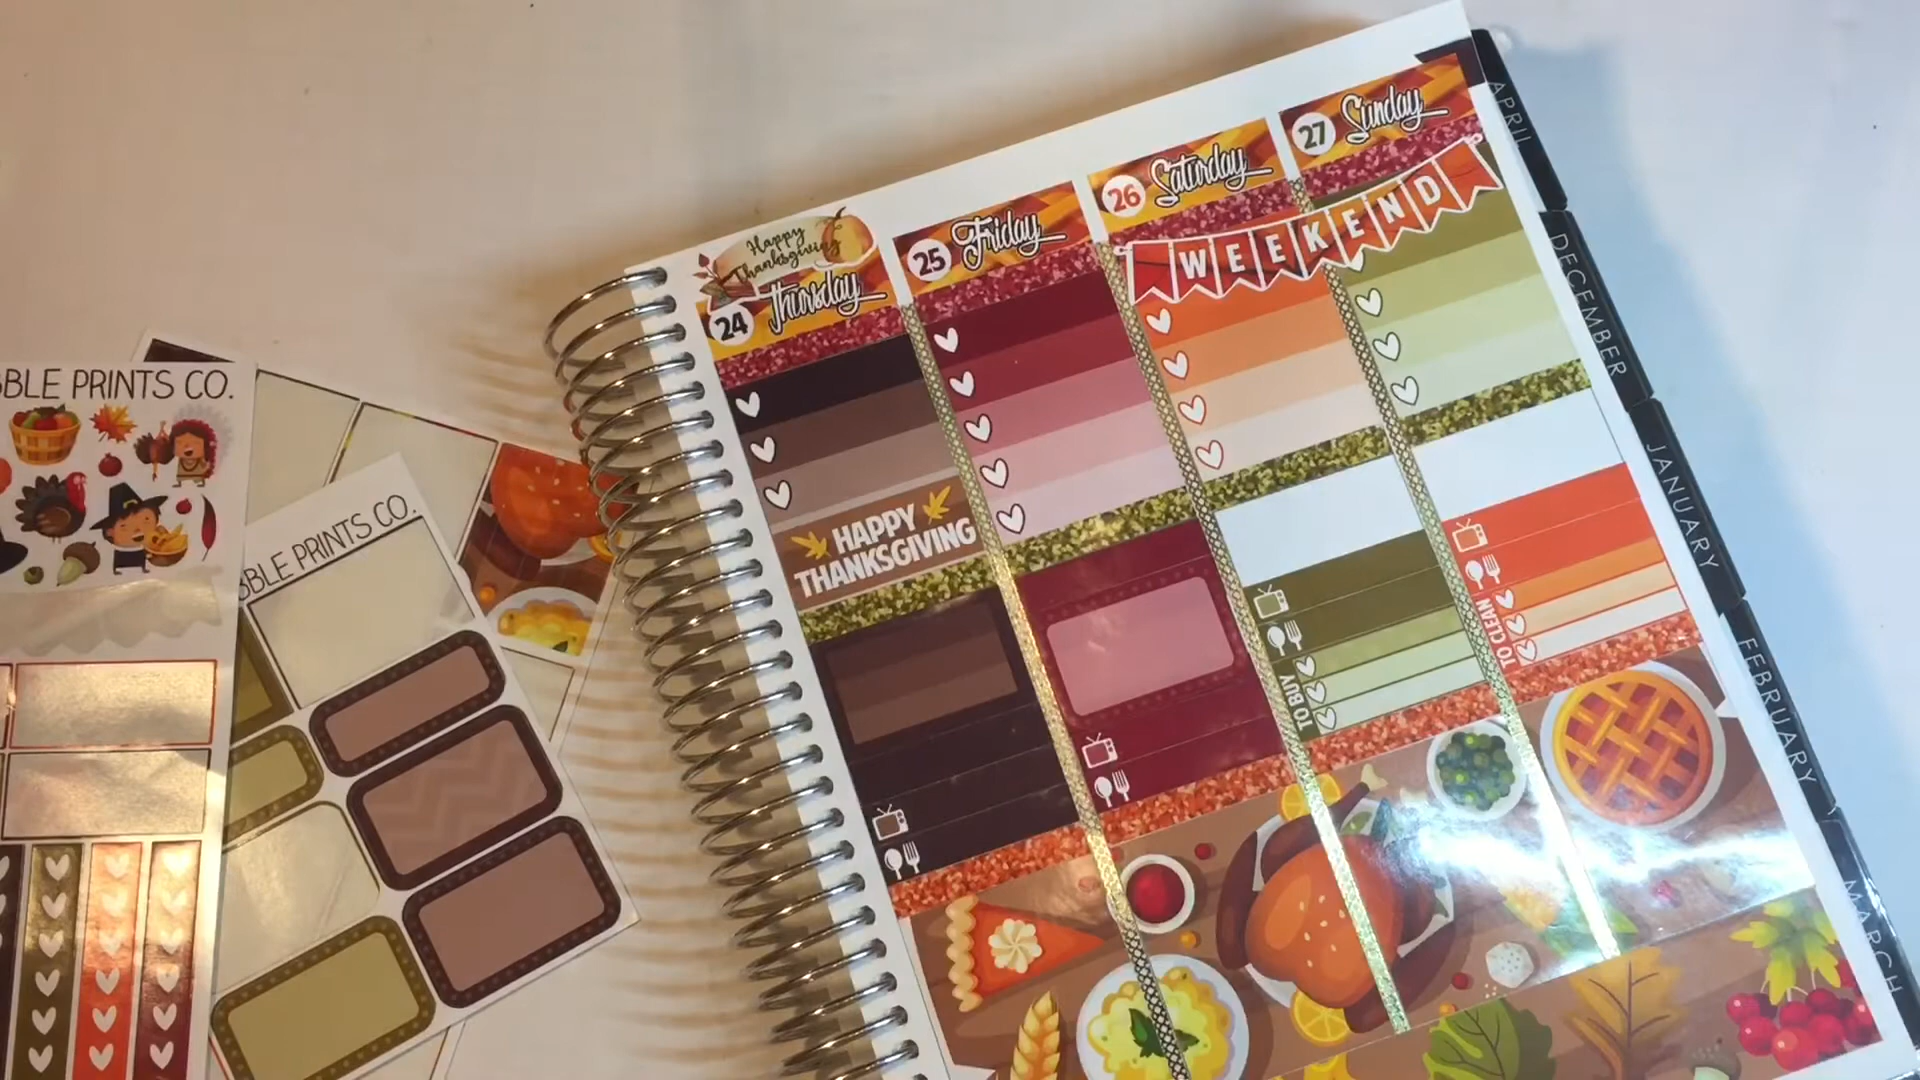 BLE PRINTS CO.
BBLE PRINTS CO.
Happy
Thanksgiving
24 Thursday
25 Friday
26 Saturday
27 Sunday
WEEKEND
HAPPY
THANKSGIVING
TO BUY
TO CLEAN
APRIL
DECEMBER
JANUARY
FEBRUARY
MARCH